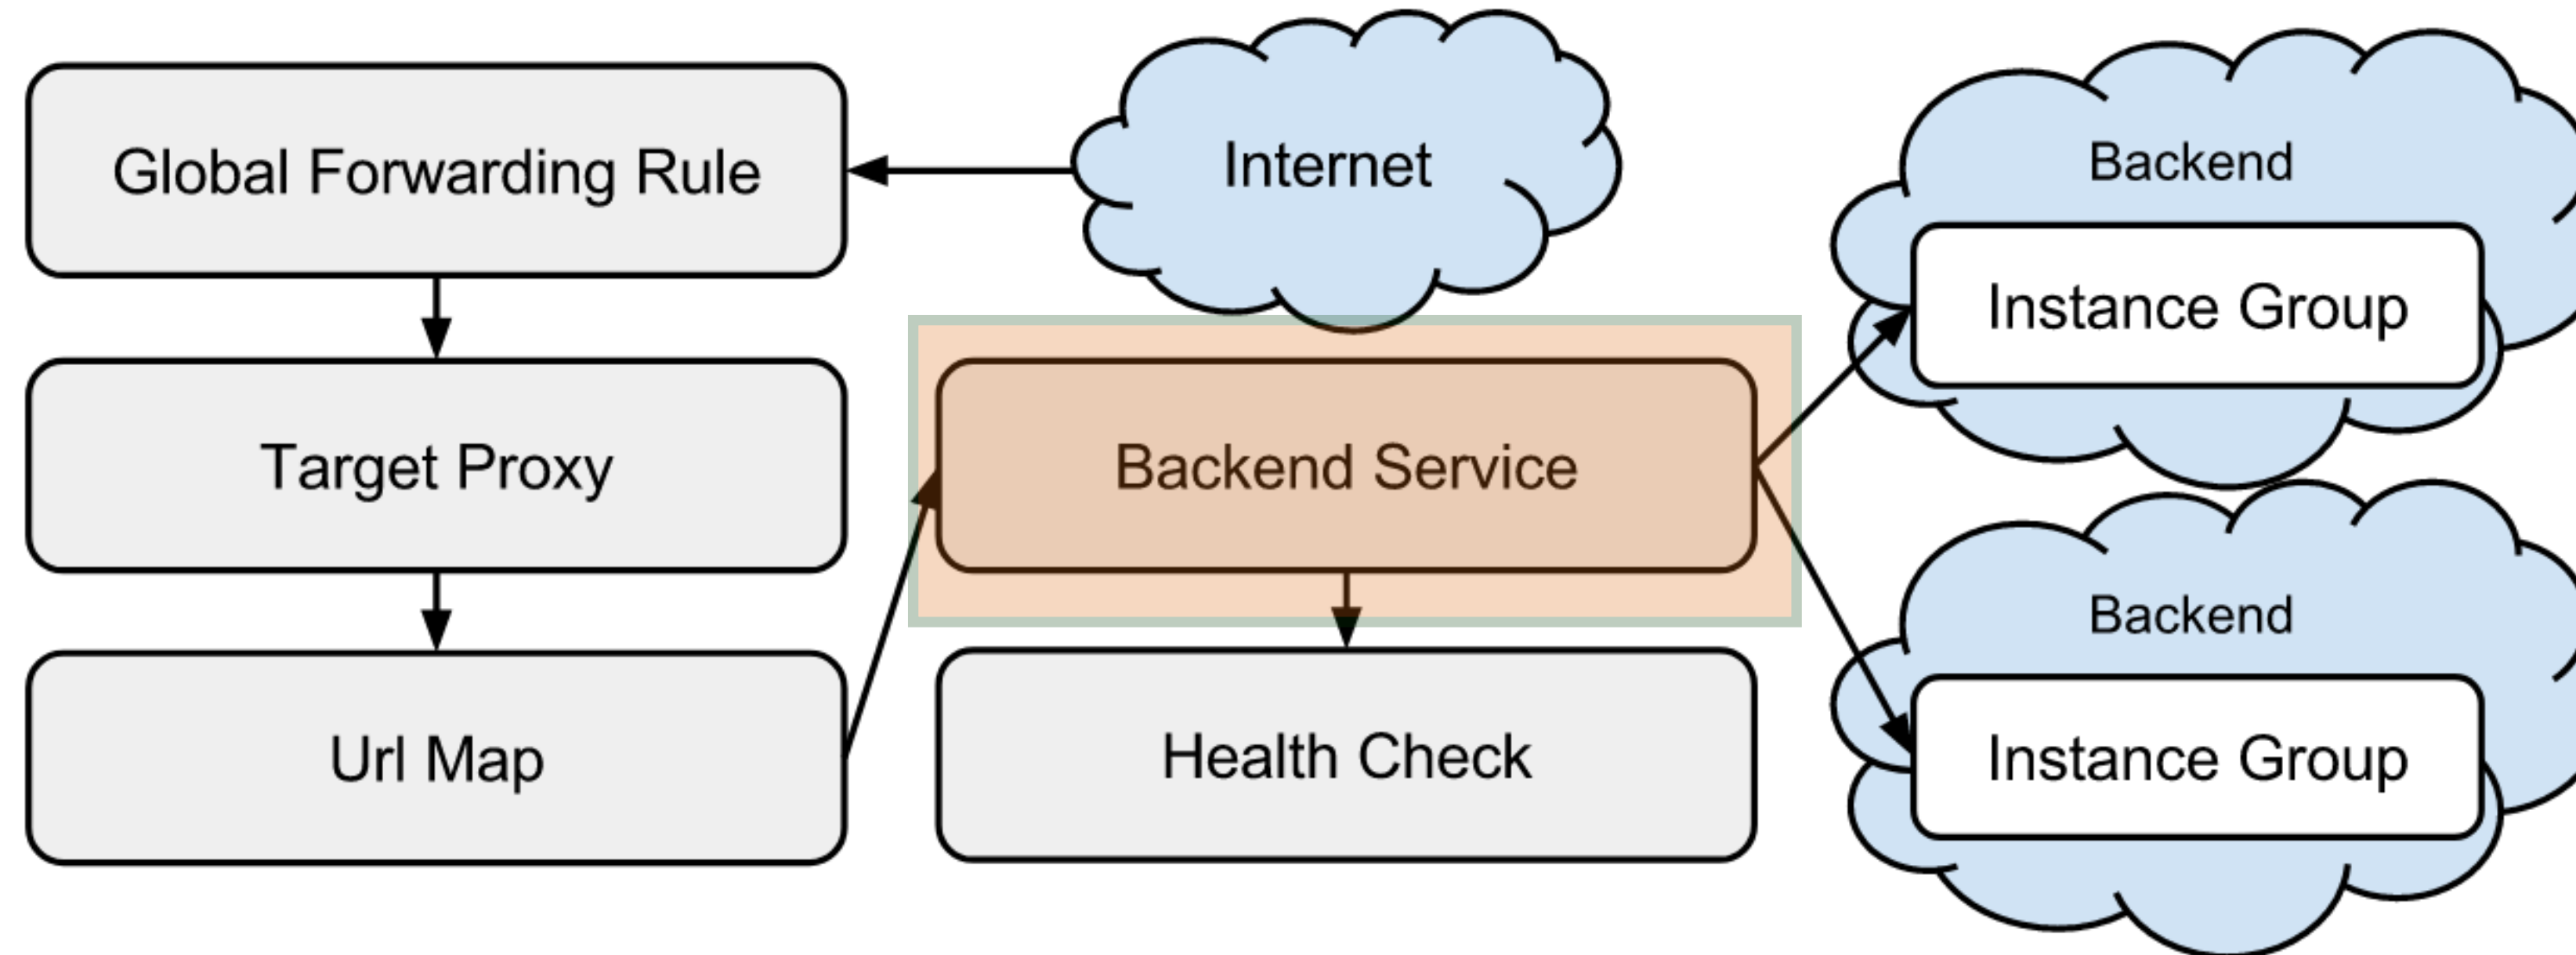 Global Forwarding Rule
Internet
Backend
Instance Group
Target Proxy
Backend Service
Backend
Instance Group
Url Map
Health Check